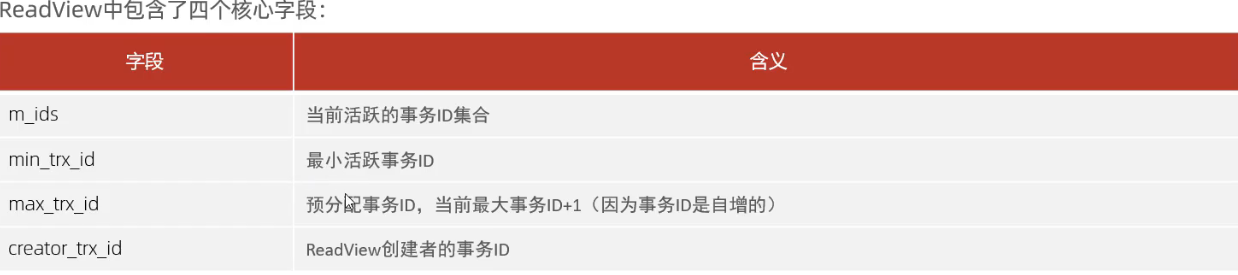 ReadView中包含了四个核心字段：
字段 含义
m_ids 当前活跃的事务ID集合
min_trx_id 最小活跃事务ID
max_trx_id 预分配事务ID，当前最大事务ID+1（因为事务ID是自增的）
creator_trx_id ReadView创建者的事务ID